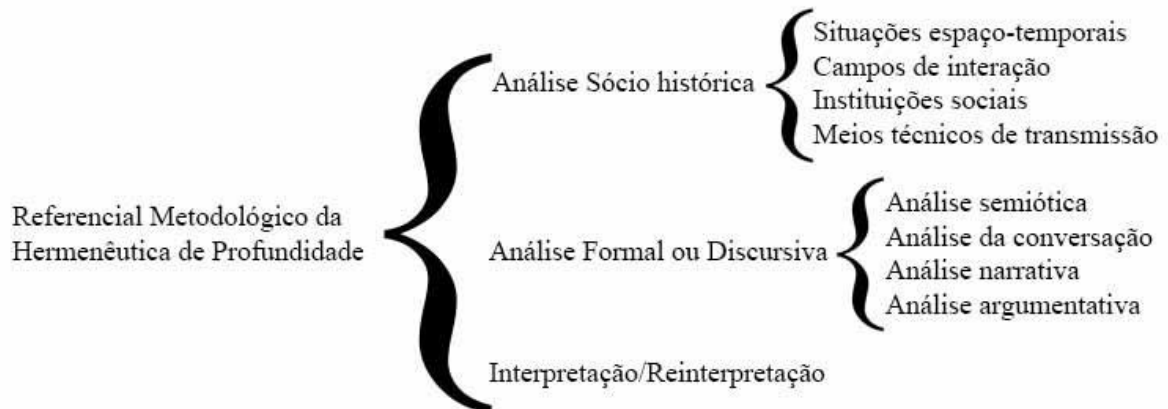 Referencial Metodológico da
Hermenêutica de Profundidade
Análise Sócio histórica
Situações espaço-temporais
Campos de interação
Instituições sociais
Meios técnicos de transmissão
Análise Formal ou Discursiva
Análise semiótica
Análise da conversação
Análise narrativa
Análise argumentativa
Interpretação/Reinterpretação